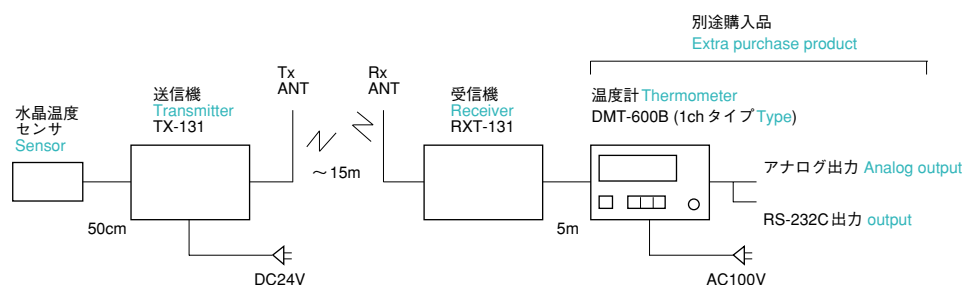 別途購入品
Extra purchase product
Tx
ANT
Rx
ANT
水晶温度
センサ
Sensor
送信機
Transmitter
TX-131
受信機
Receiver
RXT-131
温度計 Thermometer
DMT-600B (1ch タイプ Type)
～15m
アナログ出力 Analog output
RS-232C 出力 output
50cm
5m
DC24V
AC100V